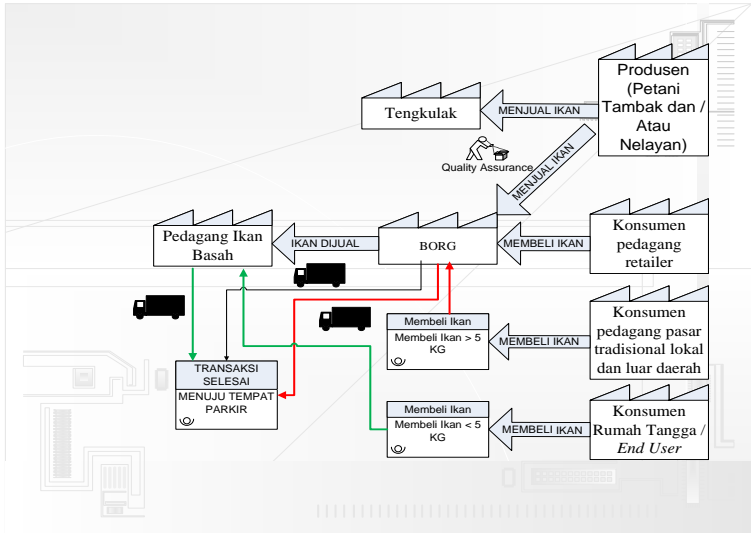 Produsen
(Petani
Tambak dan /
Atau
Nelayan)
MENJUAL IKAN
Tengkulak
MENJUAL IKAN
Quality Assurance
Pedagang Ikan
Basah
IKAN DIJUAL
BORG
MEMBELI IKAN
Konsumen
pedagang
retailer
Membeli Ikan
Membeli Ikan > 5
KG
MEMBELI IKAN
Konsumen
pedagang pasar
tradisional lokal
dan luar daerah
TRANSAKSI
SELESAI
MENUJU TEMPAT
PARKIR
Membeli Ikan
Membeli Ikan < 5
KG
MEMBELI IKAN
Konsumen
Rumah Tangga /
End User